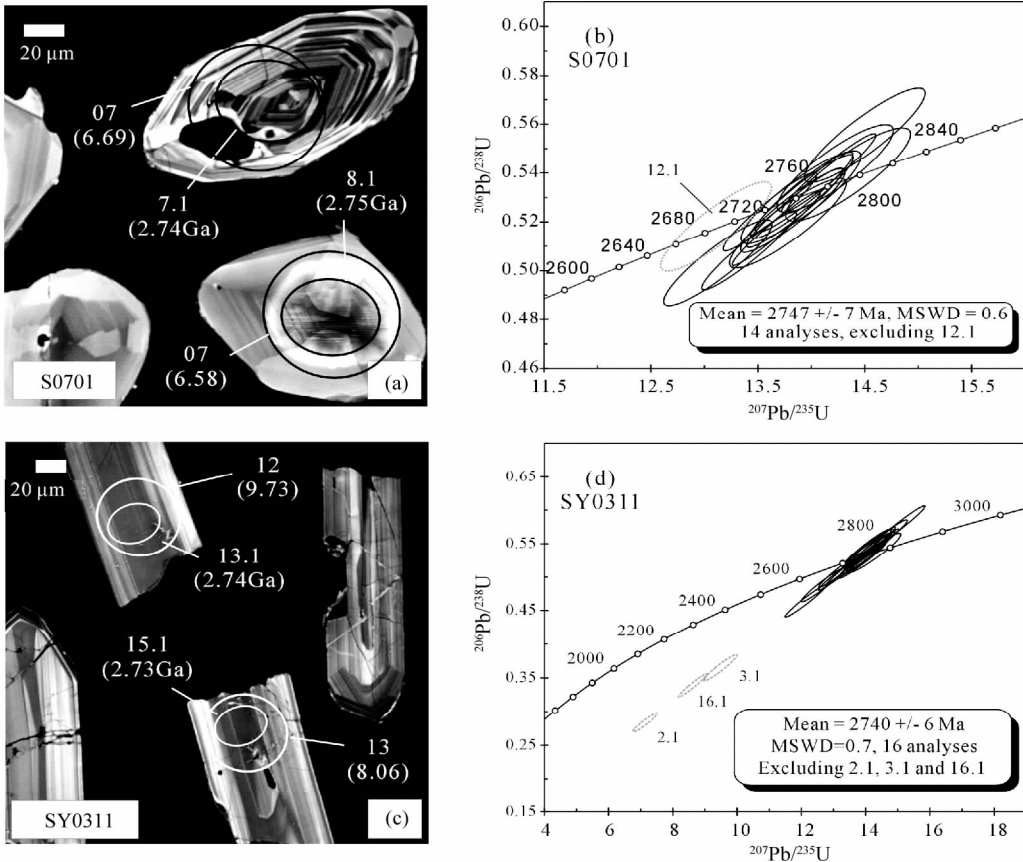 20 µm
07
(6.69)
7.1
(2.74Ga)
8.1
(2.75Ga)
07
(6.58)
S0701
(a)
(b)
S0701
0.60
0.58
0.56
0.54
0.52
0.50
0.48
0.46
²⁰⁶Pb/²³⁸U
12.1
2600
2640
2680
2720
2760
2800
2840
Mean = 2747 +/- 7 Ma, MSWD = 0.6
14 analyses, excluding 12.1
11.5
12.5
13.5
14.5
15.5
²⁰⁷Pb/²³⁵U
20 µm
12
(9.73)
13.1
(2.74Ga)
15.1
(2.73Ga)
13
(8.06)
SY0311
(c)
(d)
SY0311
0.65
0.55
0.45
0.35
0.25
0.15
²⁰⁶Pb/²³⁸U
2000
2200
2400
2600
2800
3000
3.1
16.1
2.1
Mean = 2740 +/- 6 Ma
MSWD=0.7, 16 analyses
Excluding 2.1, 3.1 and 16.1
4
6
8
10
12
14
16
18
²⁰⁷Pb/²³⁵U